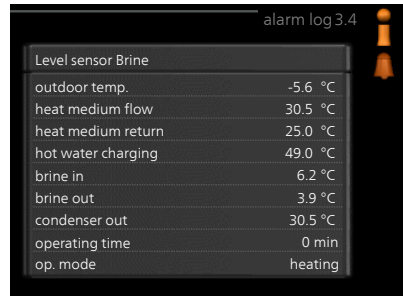 alarm log 3.4
Level sensor Brine
outdoor temp. -5.6 °C
heat medium flow 30.5 °C
heat medium return 25.0 °C
hot water charging 49.0 °C
brine in 6.2 °C
brine out 3.9 °C
condenser out 30.5 °C
operating time 0 min
op. mode heating